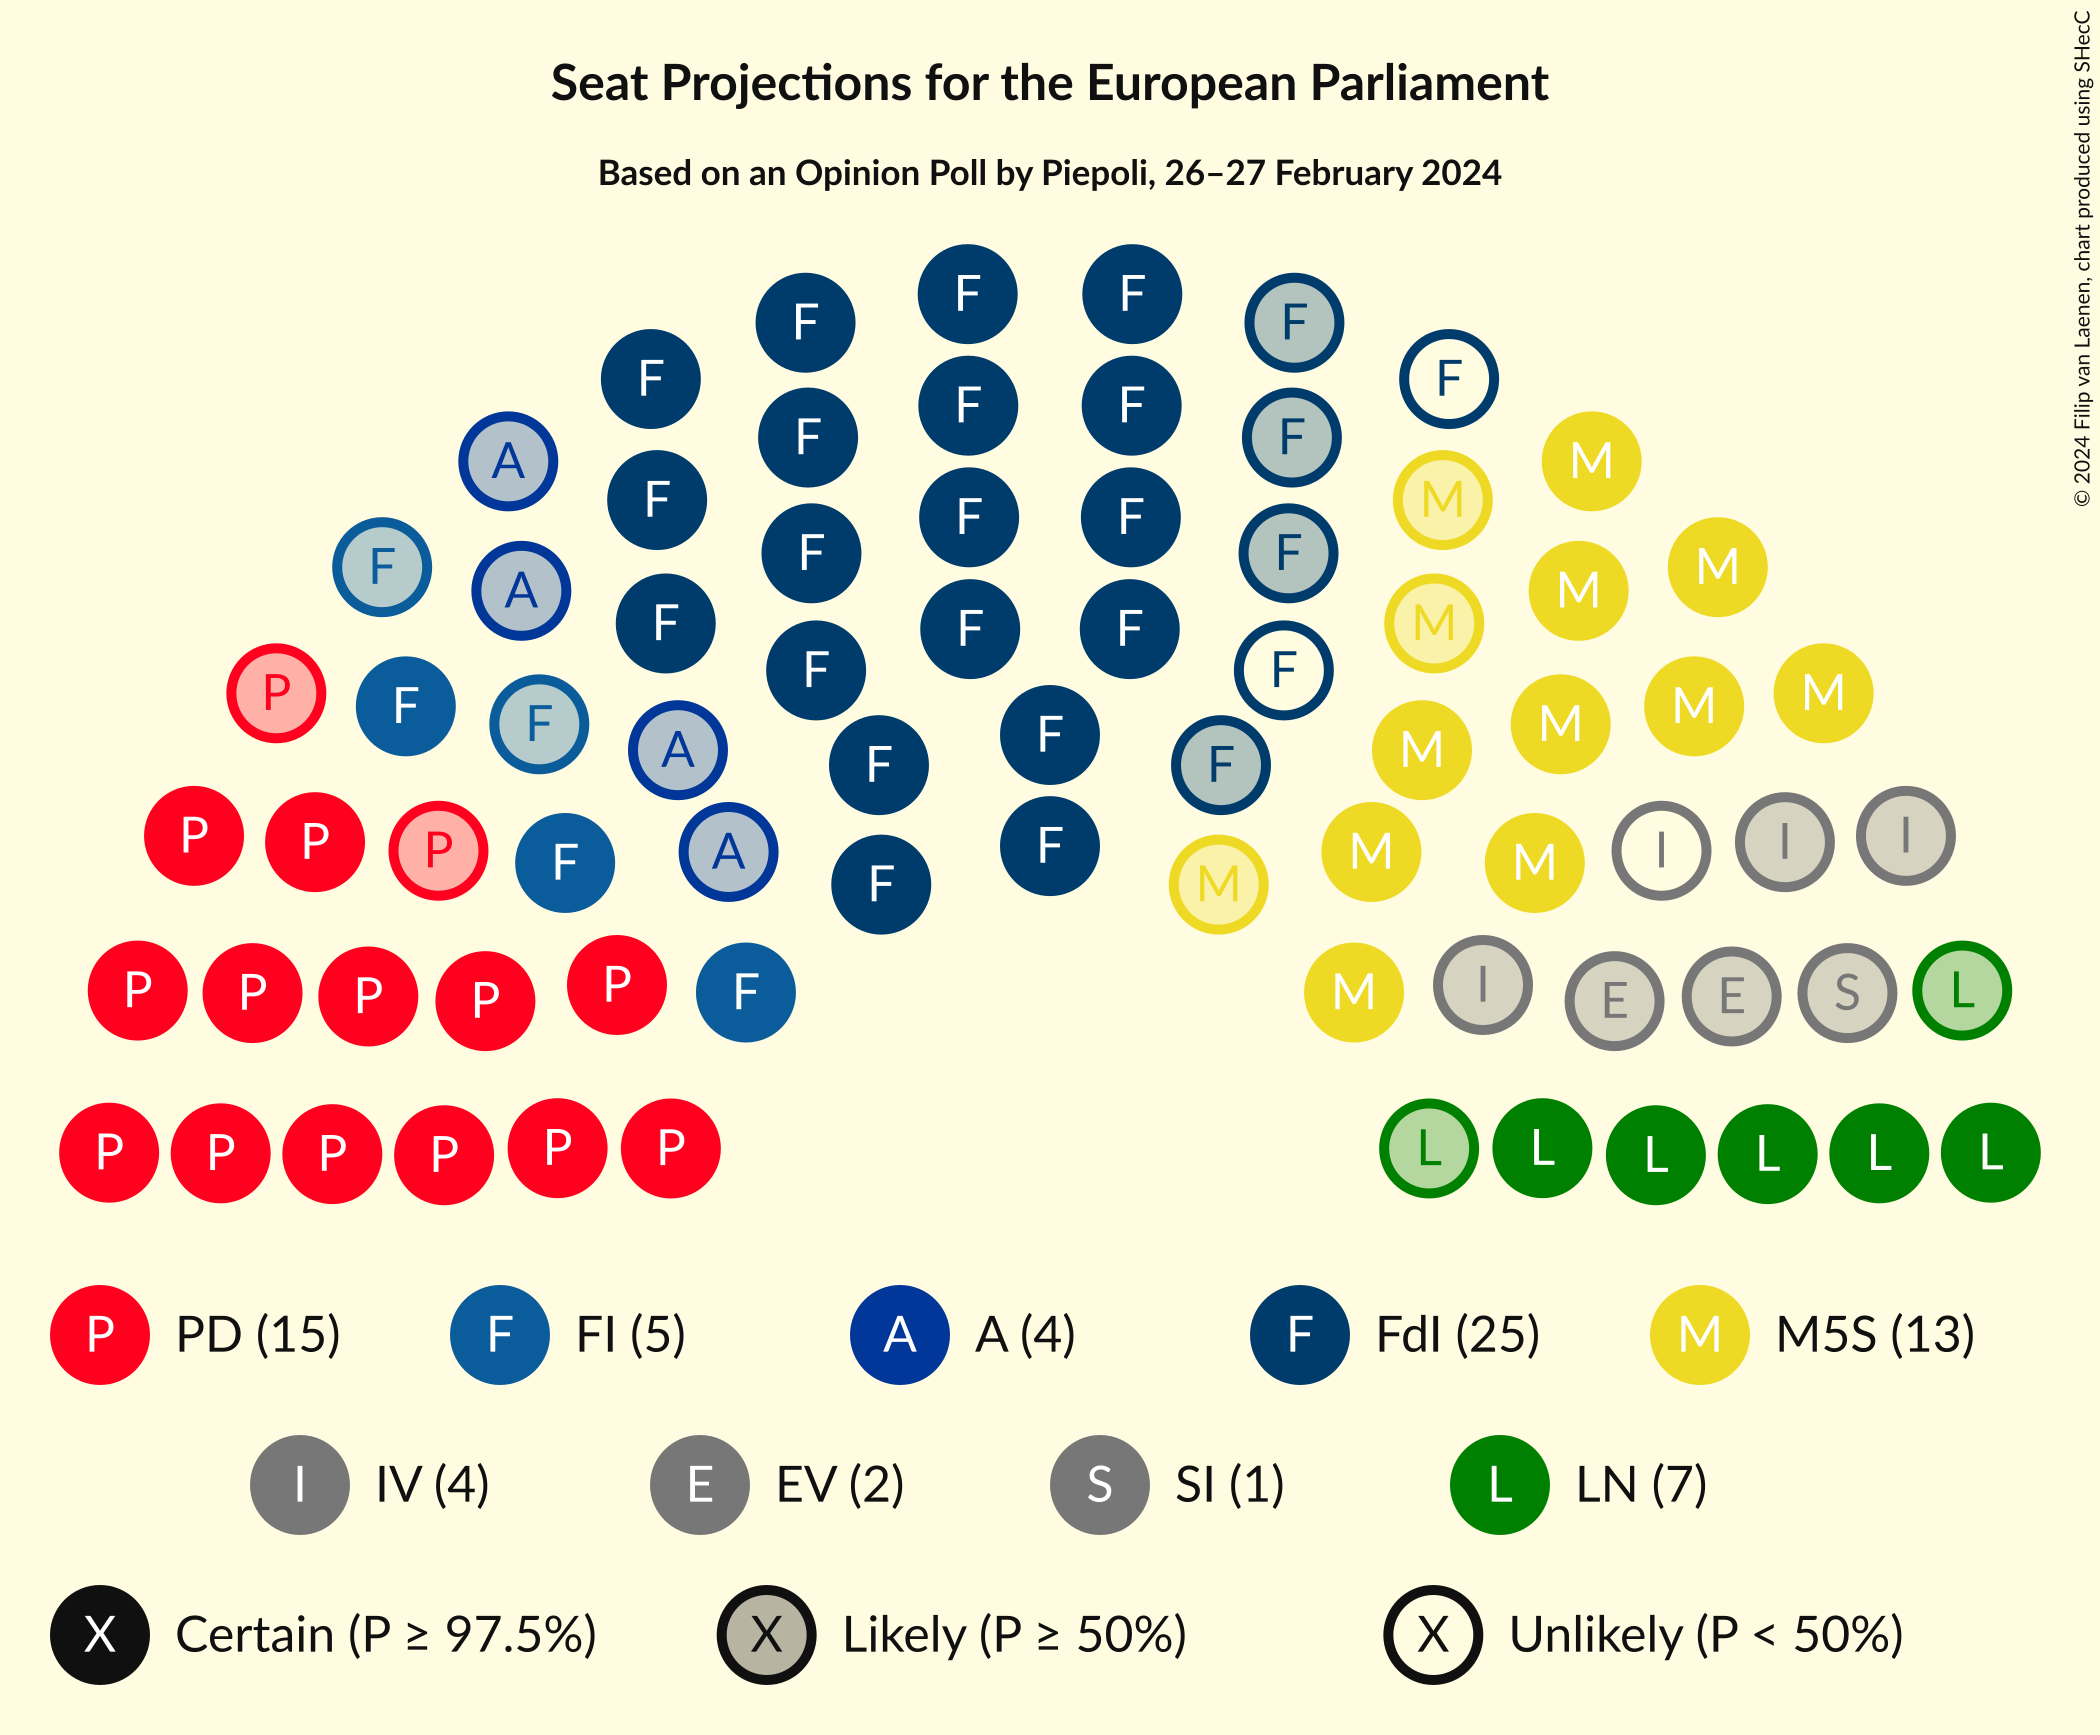 Seat Projections for the European Parliament
Based on an Opinion Poll by Piepoli, 26–27 February 2024
© 2024 Filip van Laenen, chart produced using SHecC
F F
F F
F F
F F
F F
A M
F M
F F
A M
F F
F F
F M
F M
F F
F M
A M
P M
F M
F M
F
F F
P I
P I
P I
F M
A M
F
F M
P P P P P F M I E E S L
P P P P P P L L L L L L
P PD (15) F FI (5) A A (4) F FdI (25) M M5S (13)
I IV (4) E EV (2) S SI (1) L LN (7)
X Certain (P ≥ 97.5%) X Likely (P ≥ 50%) X Unlikely (P < 50%)